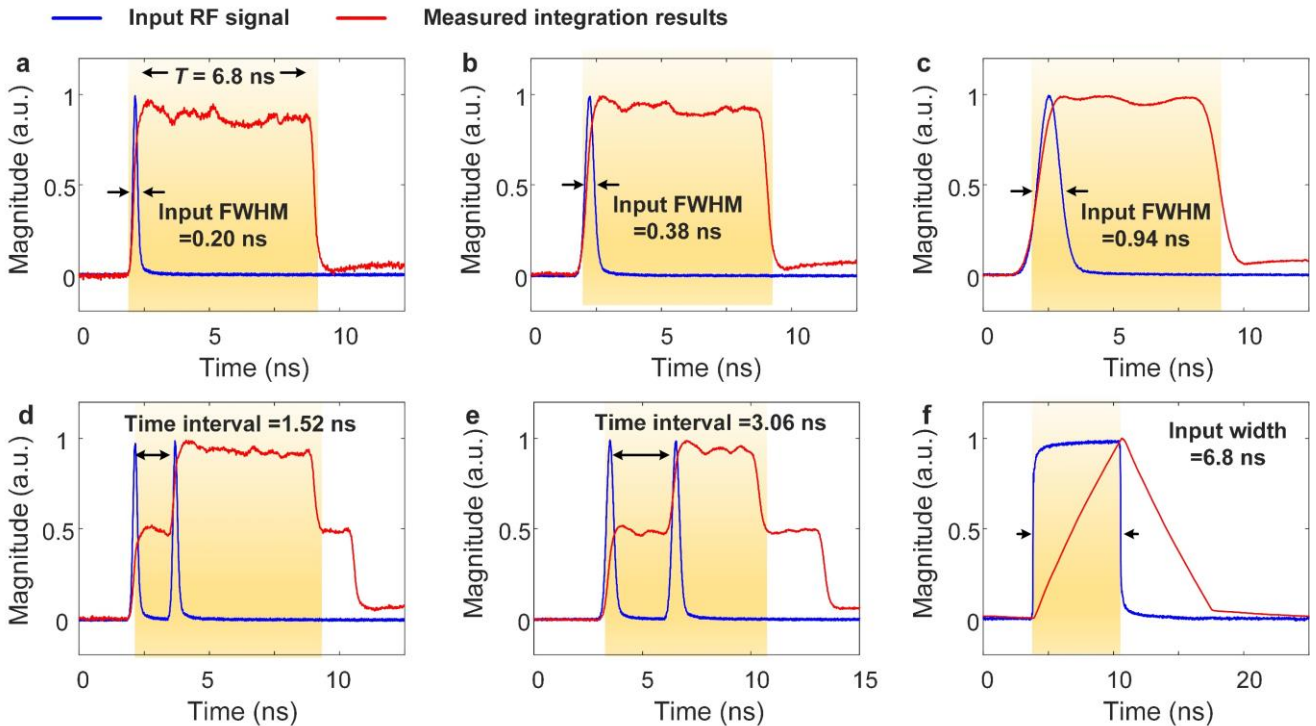 Input RF signal
Measured integration results
a
T = 6.8 ns
Input FWHM
=0.20 ns
Magnitude (a.u.)
1
0.5
0
0
5
10
Time (ns)
b
Input FWHM
=0.38 ns
Magnitude (a.u.)
1
0.5
0
0
5
10
Time (ns)
c
Input FWHM
=0.94 ns
Magnitude (a.u.)
1
0.5
0
0
5
10
Time (ns)
d
Time interval =1.52 ns
Magnitude (a.u.)
1
0.5
0
0
5
10
Time (ns)
e
Time interval =3.06 ns
Magnitude (a.u.)
1
0.5
0
0
5
10
15
Time (ns)
f
Input width
=6.8 ns
Magnitude (a.u.)
1
0.5
0
0
10
20
Time (ns)